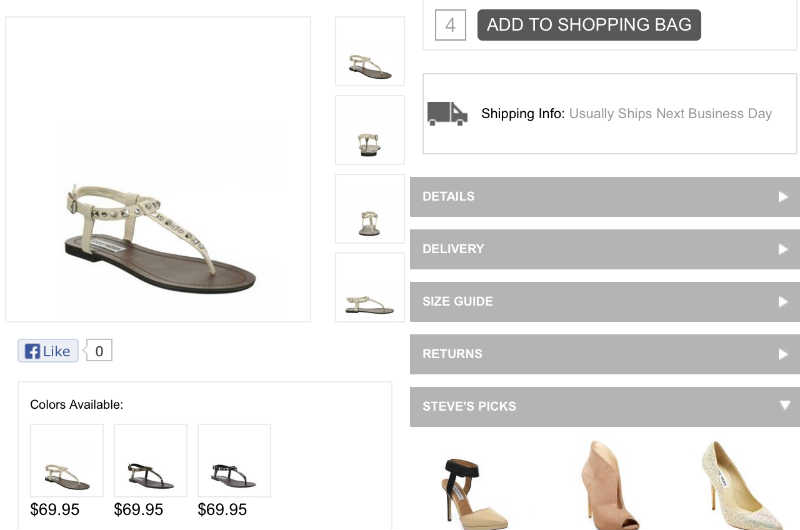 4 ADD TO SHOPPING BAG
Shipping Info: Usually Ships Next Business Day
DETAILS
DELIVERY
SIZE GUIDE
RETURNS
STEVE'S PICKS
Like 0
Colors Available:
$69.95 $69.95 $69.95